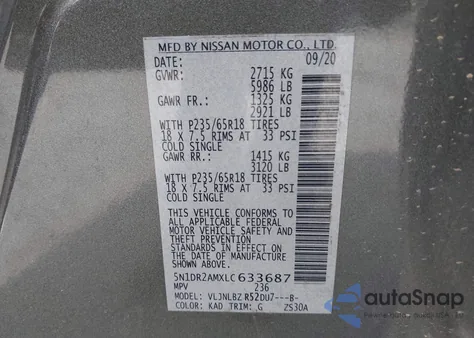 MFD BY NISSAN MOTOR CO., LTD.
DATE: 09/20
GVWR: 2715 KG
5986 LB
GAWR FR.: 1325 KG
2921 LB
WITH P235/65R18 TIRES
18 X 7.5 RIMS AT 33 PSI
COLD SINGLE
GAWR RR.: 1415 KG
3120 LB
WITH P235/65R18 TIRES
18 X 7.5 RIMS AT 33 PSI
COLD SINGLE
THIS VEHICLE CONFORMS TO
ALL APPLICABLE FEDERAL
MOTOR VEHICLE SAFETY
STANDARDS IN EFFECT ON
THE DATE OF MANUFACTURE
SHOWN ABOVE.
5N1DR2AMXLC633687
MPV 236
MODEL: VLJNLBZ R52DU7---B-
COLOR: KAD TRIM: G ZS30A
autoSnap
Powered by AutoBidMaster